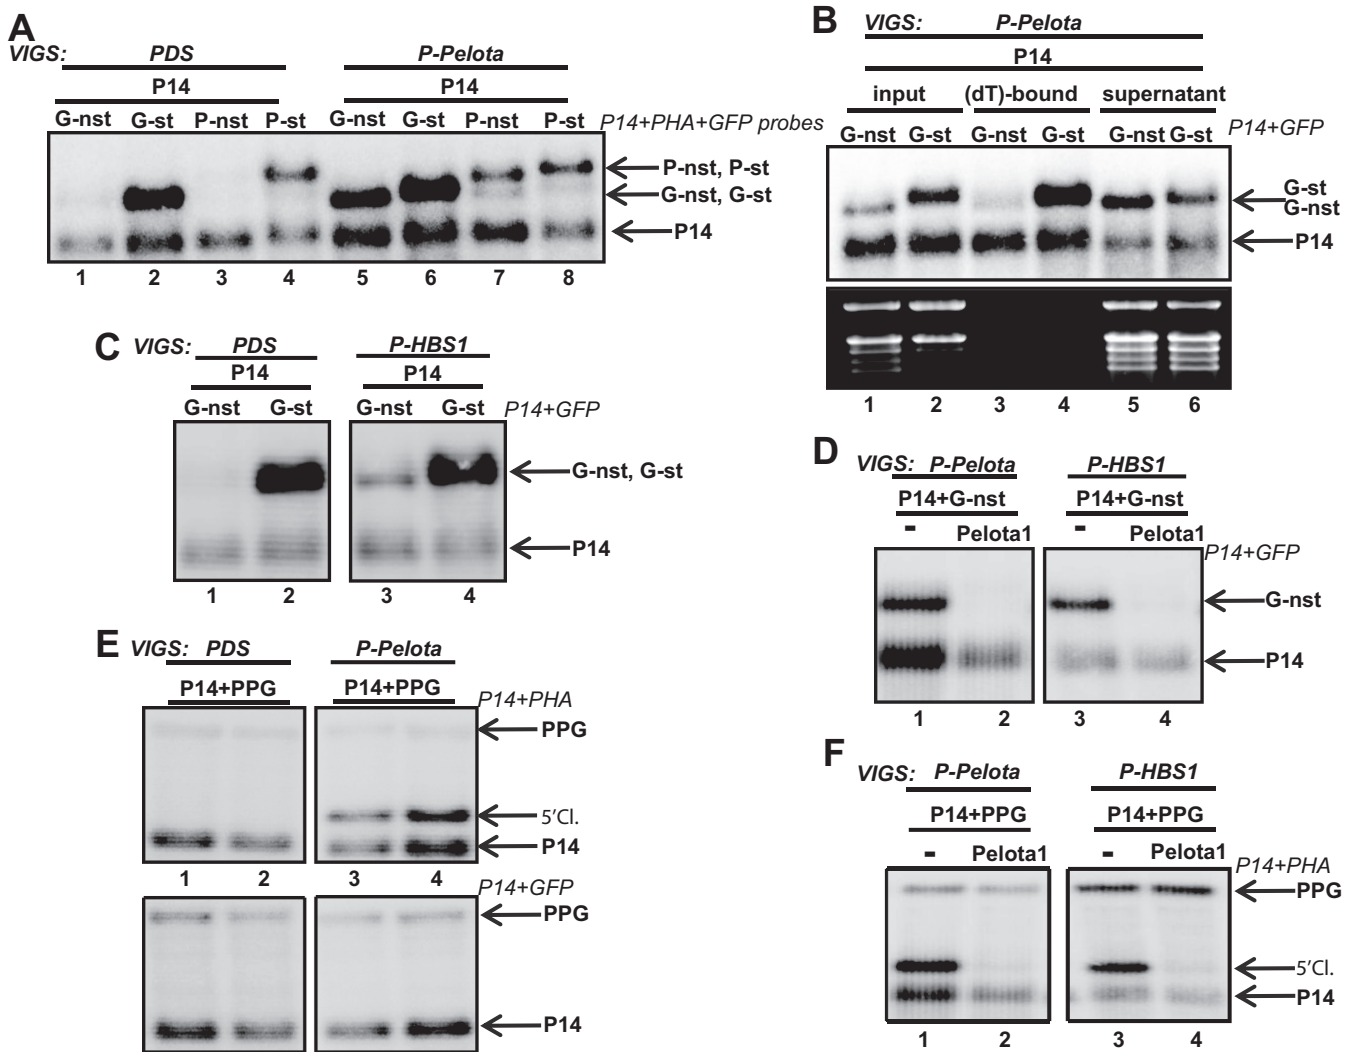 A
VIGS: PDS P-Pelota
P14 P14
G-nst G-st P-nst P-st G-nst G-st P-nst P-st P14+PHA+GFP probes
P-nst, P-st
G-nst, G-st
P14
1 2 3 4 5 6 7 8
B
VIGS: P-Pelota
P14
input (dT)-bound supernatant
G-nst G-st G-nst G-st G-nst G-st P14+GFP
G-st
G-nst
P14
1 2 3 4 5 6
C
VIGS: PDS P-HBS1
P14 P14
G-nst G-st G-nst G-st P14+GFP
G-nst, G-st
P14
1 2 3 4
D
VIGS: P-Pelota P-HBS1
P14+G-nst P14+G-nst
- Pelota1 - Pelota1 P14+GFP
G-nst
P14
1 2 3 4
E
VIGS: PDS P-Pelota
P14+PPG P14+PPG
P14+PHA
PPG
5'Cl.
P14
1 2 3 4
P14+GFP
PPG
P14
F
VIGS: P-Pelota P-HBS1
P14+PPG P14+PPG
- Pelota1 - Pelota1 P14+PHA
PPG
5'Cl.
P14
1 2 3 4